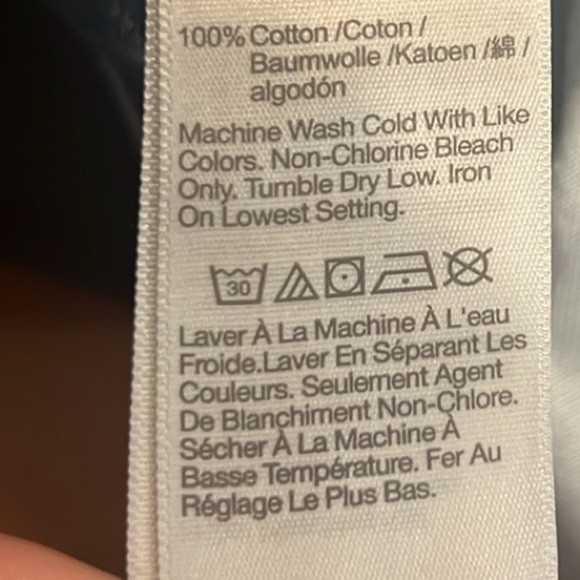 100% Cotton /Coton /
Baumwolle /Katoen /綿 /
algodón
Machine Wash Cold With Like
Colors. Non-Chlorine Bleach
Only. Tumble Dry Low. Iron
On Lowest Setting.
30
Laver À La Machine À L'eau
Froide.Laver En Séparant Les
Couleurs. Seulement Agent
De Blanchiment Non-Chlore.
Sécher À La Machine À
Basse Température. Fer Au
Réglage Le Plus Bas.